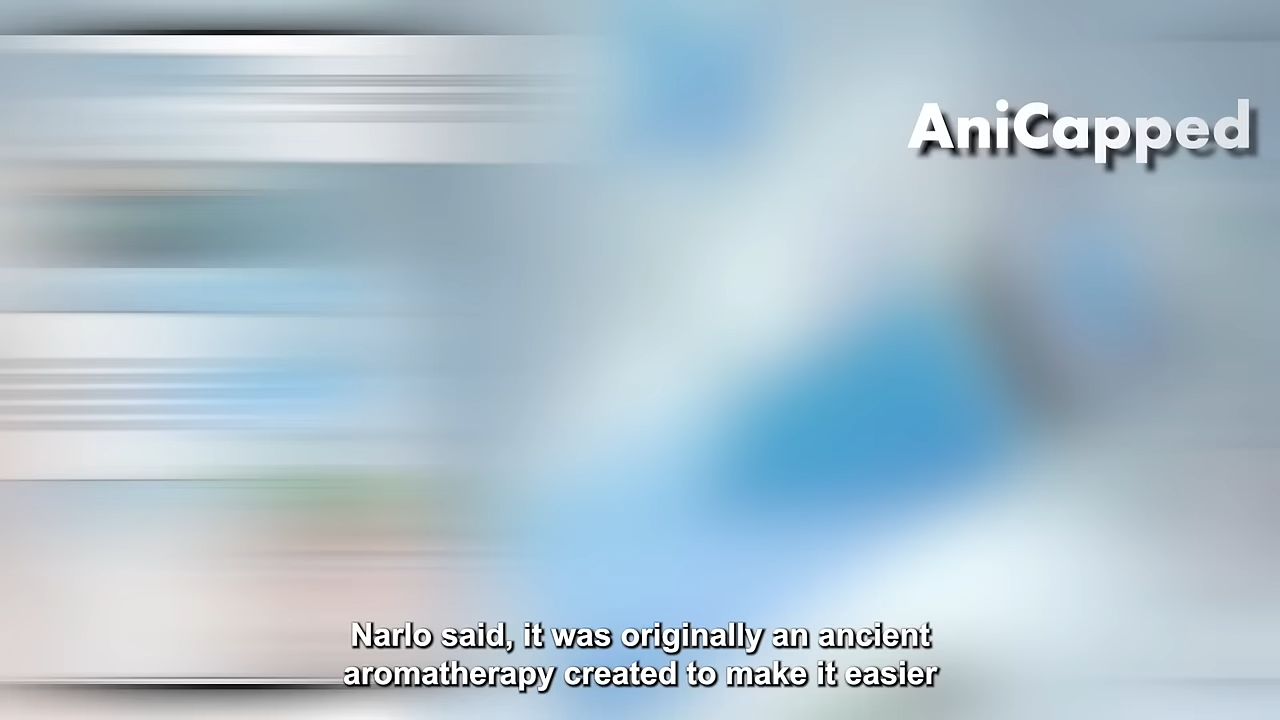 AniCapped
Narlo said, it was originally an ancient
aromatherapy created to make it easier